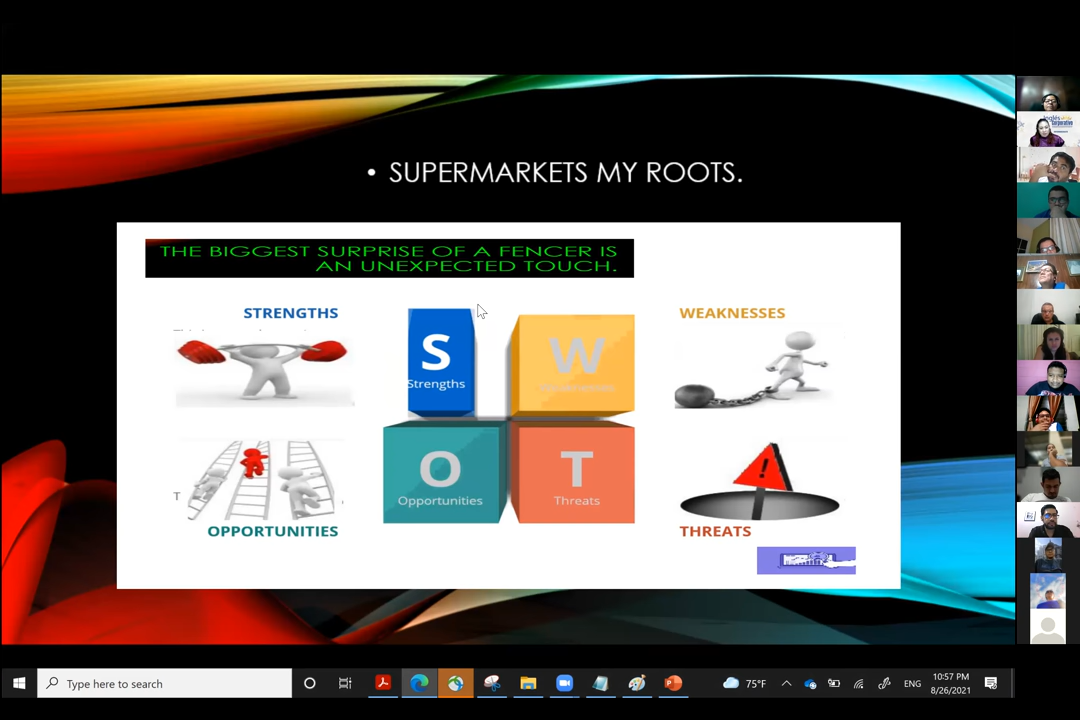 • SUPERMARKETS MY ROOTS.
THE BIGGEST SURPRISE OF A FENCER IS
AN UNEXPECTED TOUCH.
STRENGTHS
WEAKNESSES
S
Strengths
W
O
Opportunities
T
Threats
T
OPPORTUNITIES
THREATS
Type here to search
75°F
ENG
10:57 PM
8/26/2021